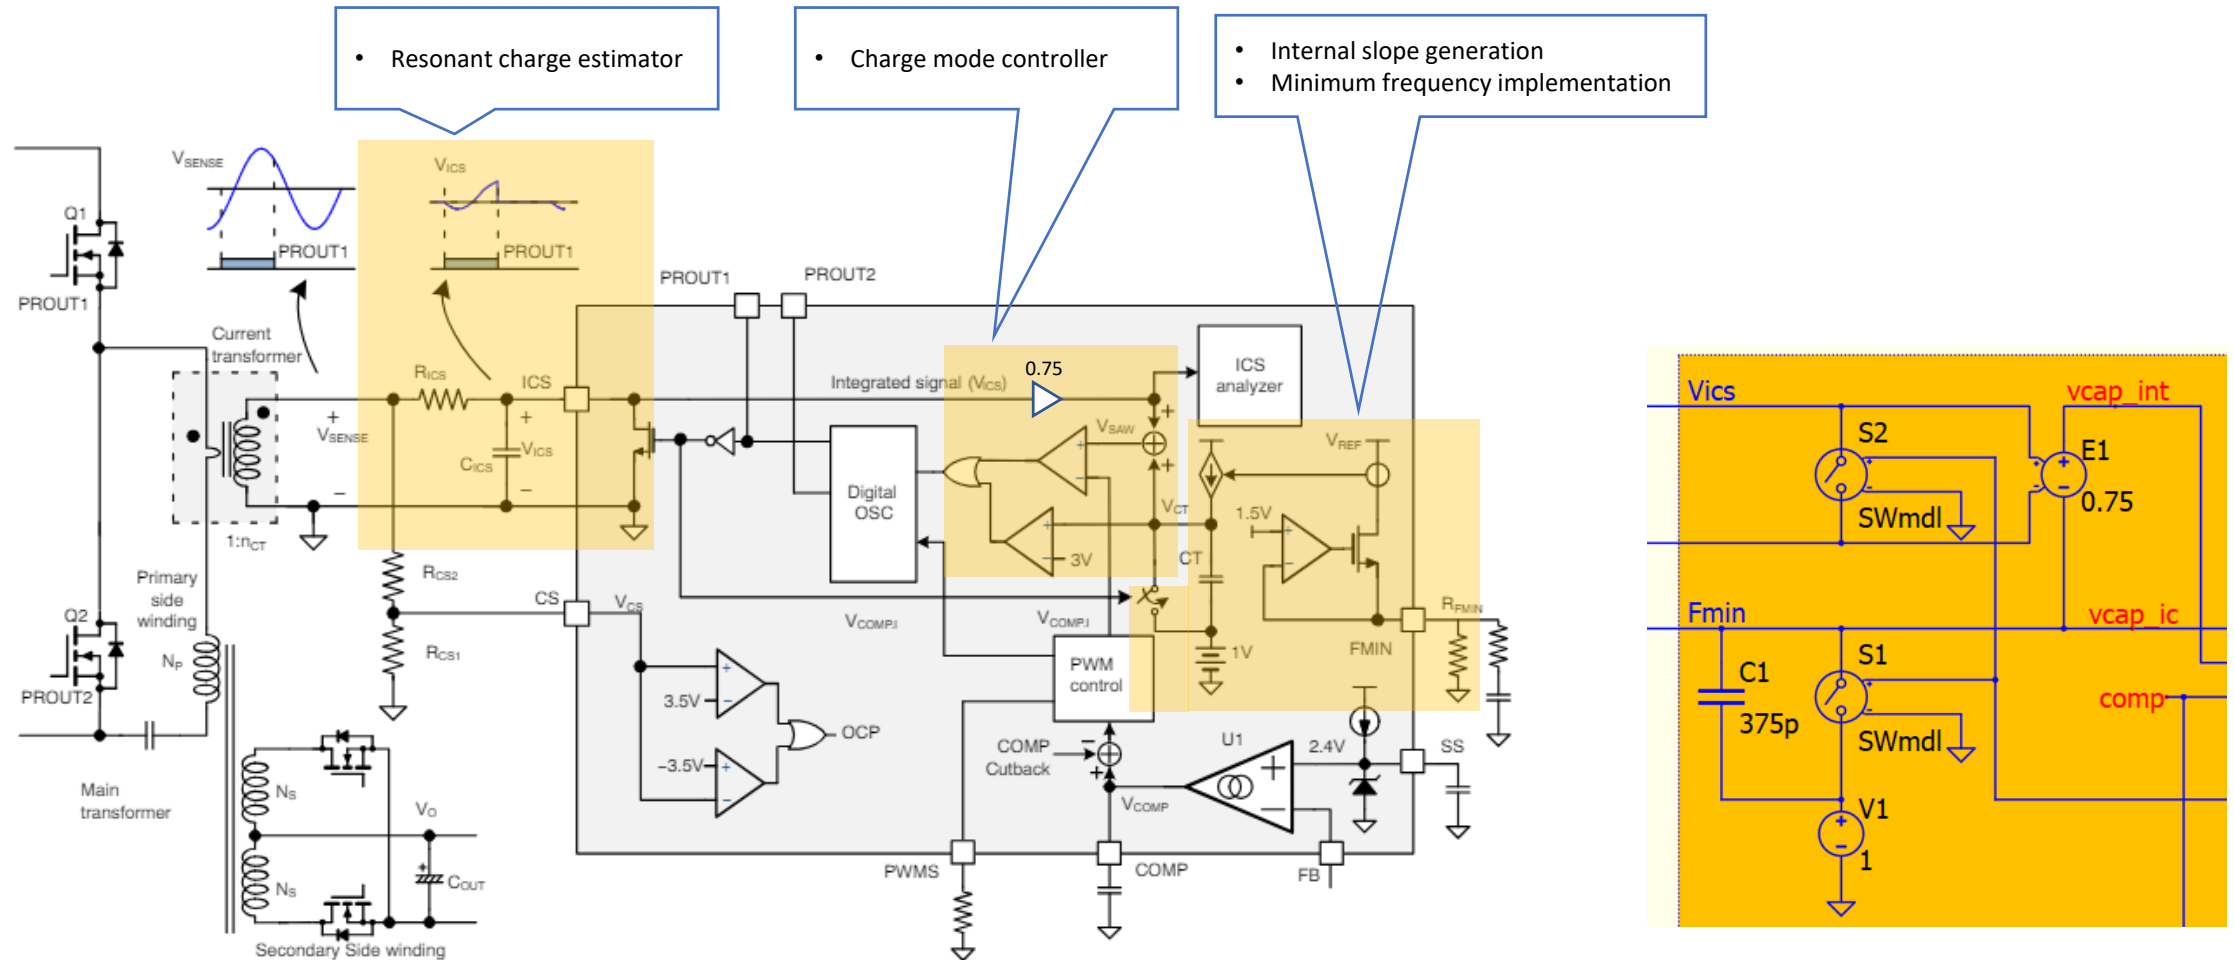 • Resonant charge estimator
• Charge mode controller
• Internal slope generation
• Minimum frequency implementation
VSENSE
PROUT1
VICS
PROUT1
Q1
PROUT1
Current
transformer
1:nCT
+
VSENSE
−
RICS
ICS
+
CICS
VICS
−
PROUT1
PROUT2
Integrated signal (VICS)
0.75
ICS
analyzer
+
VSAW
+
+
−
Digital
OSC
VCT
+
−
3V
VREF
1.5V
+
−
CT
RFMIN
FMIN
1V
RCS2
CS
VCS
RCS1
VCOMP.I
VCOMP.I
PWM
control
Primary
side
winding
NP
Q2
PROUT2
+
3.5V
−
−3.5V
+
−
OCP
COMP
Cutback
−
+
U1
2.4V
SS
+
−
VCOMP
Main
transformer
NS
VO
NS
+
COUT
Secondary Side winding
PWMS
COMP
FB
Vics
vcap_int
S2
+
-
SWmdl
+
-
E1
+
−
0.75
Fmin
vcap_ic
C1
375p
S1
+
-
SWmdl
comp
V1
+
−
1